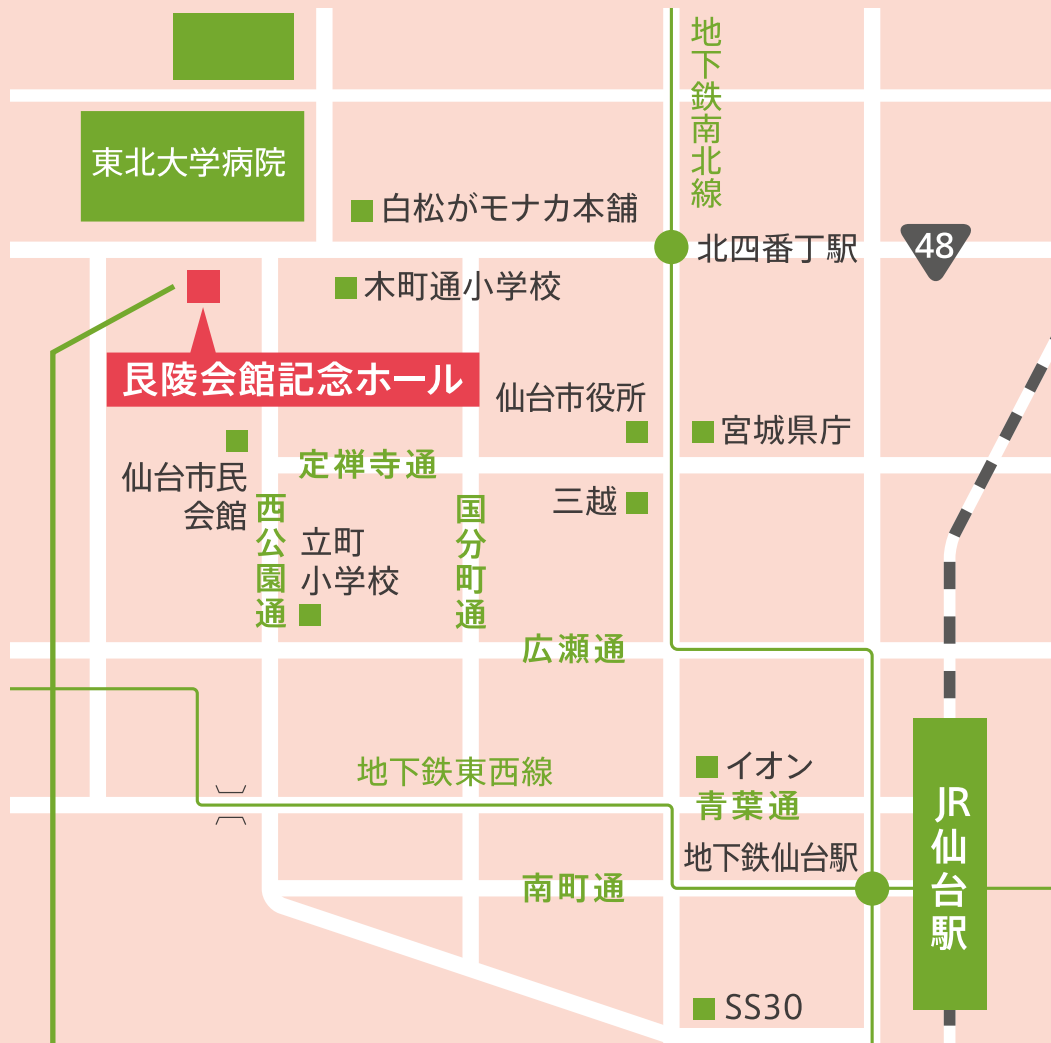 地下鉄南北線
東北大学病院
白松がモナカ本舗
北四番丁駅
48
木町通小学校
艮陵会館記念ホール
仙台市役所
宮城県庁
定禅寺通
仙台市民
会館
西公園通
国分町通
三越
立町
小学校
広瀬通
地下鉄東西線
イオン
青葉通
JR仙台駅
地下鉄仙台駅
南町通
SS30